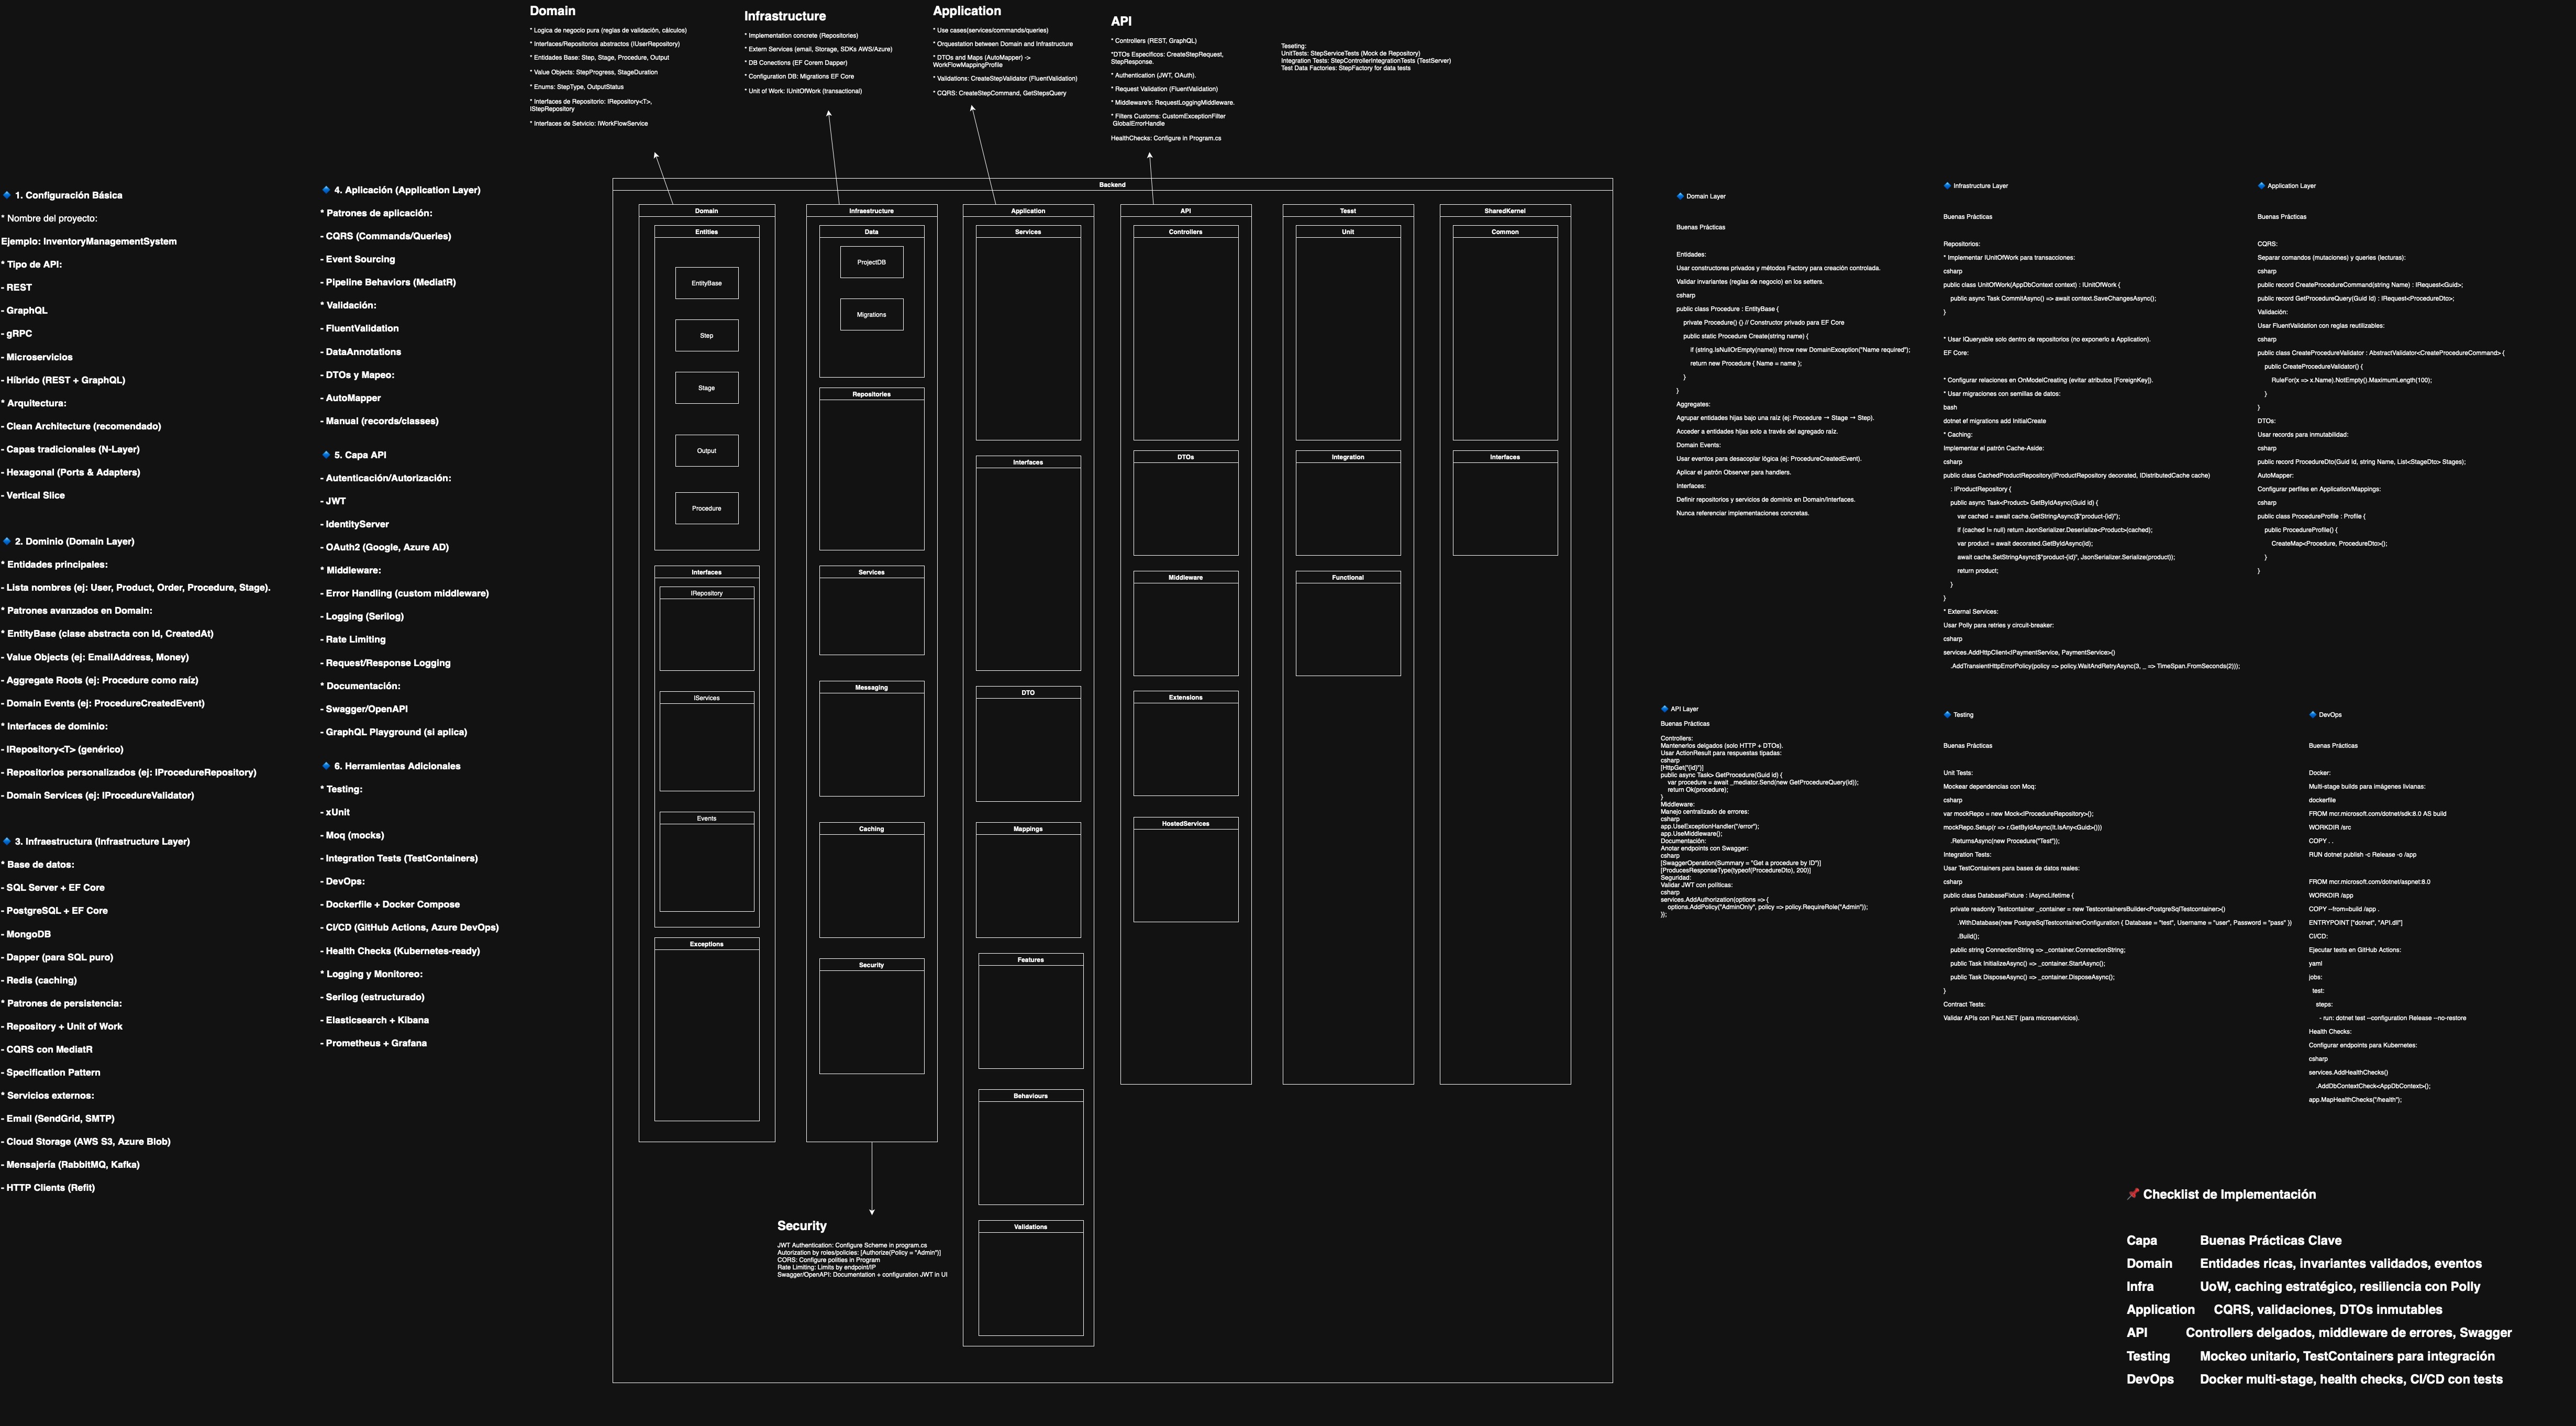 Domain
* Logica de negocio pura (reglas de validación, cálculos)
* Interfaces/Repositorios abstractos (IUserRepository)
* Entidades Base: Step, Stage, Procedure, Output
* Value Objects: StepProgress, StageDuration
* Enums: StepType, OutputStatus
* Interfaces de Repositorio: IRepository<T>,
IStepRepository
* Interfaces de Setvicio: IWorkFlowService
Infrastructure
* Implementation concrete (Repositories)
* Extern Services (email, Storage, SDKs AWS/Azure)
* DB Conections (EF Corem Dapper)
* Configuration DB: Migrations EF Core
* Unit of Work: IUnitOfWork (transactional)
Application
* Use cases(services/commands/queries)
* Orquestation between Domain and Infrastructure
* DTOs and Maps (AutoMapper) ->
WorkFlowMappingProfile
* Validations: CreateStepValidator (FluentValidation)
* CQRS: CreateStepCommand, GetStepsQuery
API
* Controllers (REST, GraphQL)
*DTOs Especificos: CreateStepRequest,
StepResponse.
* Authentication (JWT, OAuth).
* Request Validation (FluentValidation)
* Middleware's: RequestLoggingMiddleware.
* Filters Customs: CustomExceptionFilter
GlobalErrorHandle
HealthChecks: Configure in Program.cs
Teseting:
UnitTests: StepServiceTests (Mock de Repository)
Integration Tests: StepControllerIntegrationTests (TestServer)
Test Data Factories: StepFactory for data tests
🔹 1. Configuración Básica
* Nombre del proyecto:
Ejemplo: InventoryManagementSystem
* Tipo de API:
- REST
- GraphQL
- gRPC
- Microservicios
- Híbrido (REST + GraphQL)
* Arquitectura:
- Clean Architecture (recomendado)
- Capas tradicionales (N-Layer)
- Hexagonal (Ports & Adapters)
- Vertical Slice
🔹 2. Dominio (Domain Layer)
* Entidades principales:
- Lista nombres (ej: User, Product, Order, Procedure, Stage).
* Patrones avanzados en Domain:
* EntityBase (clase abstracta con Id, CreatedAt)
- Value Objects (ej: EmailAddress, Money)
- Aggregate Roots (ej: Procedure como raíz)
- Domain Events (ej: ProcedureCreatedEvent)
* Interfaces de dominio:
- IRepository<T> (genérico)
- Repositorios personalizados (ej: IProcedureRepository)
- Domain Services (ej: IProcedureValidator)
🔹 3. Infraestructura (Infrastructure Layer)
* Base de datos:
- SQL Server + EF Core
- PostgreSQL + EF Core
- MongoDB
- Dapper (para SQL puro)
- Redis (caching)
* Patrones de persistencia:
- Repository + Unit of Work
- CQRS con MediatR
- Specification Pattern
* Servicios externos:
- Email (SendGrid, SMTP)
- Cloud Storage (AWS S3, Azure Blob)
- Mensajería (RabbitMQ, Kafka)
- HTTP Clients (Refit)
🔹 4. Aplicación (Application Layer)
* Patrones de aplicación:
- CQRS (Commands/Queries)
- Event Sourcing
- Pipeline Behaviors (MediatR)
* Validación:
- FluentValidation
- DataAnnotations
- DTOs y Mapeo:
- AutoMapper
- Manual (records/classes)
🔹 5. Capa API
- Autenticación/Autorización:
- JWT
- IdentityServer
- OAuth2 (Google, Azure AD)
* Middleware:
- Error Handling (custom middleware)
- Logging (Serilog)
- Rate Limiting
- Request/Response Logging
* Documentación:
- Swagger/OpenAPI
- GraphQL Playground (si aplica)
🔹 6. Herramientas Adicionales
* Testing:
- xUnit
- Moq (mocks)
- Integration Tests (TestContainers)
- DevOps:
- Dockerfile + Docker Compose
- CI/CD (GitHub Actions, Azure DevOps)
- Health Checks (Kubernetes-ready)
* Logging y Monitoreo:
- Serilog (estructurado)
- Elasticsearch + Kibana
- Prometheus + Grafana
Backend
Domain
Entities
EntityBase
Step
Stage
Output
Procedure
Interfaces
IRepository
IServices
Events
Exceptions
Infraestructure
Data
ProjectDB
Migrations
Repositories
Services
Messaging
Caching
Security
Application
Services
Interfaces
DTO
Mappings
Features
Behaviours
Validations
API
Controllers
DTOs
Middleware
Extensions
HostedServices
Tesst
Unit
Integration
Functional
SharedKernel
Common
Interfaces
Security
JWT Authentication: Configure Scheme in program.cs
Autorization by roles/policies: [Authorize(Policy = "Admin")]
CORS: Configure polities in Program
Rate Limiting: Limits by endpoint/IP
Swagger/OpenAPI: Documentation + configuration JWT in UI
🔹 Domain Layer
Buenas Prácticas
Entidades:
Usar constructores privados y métodos Factory para creación controlada.
Validar invariantes (reglas de negocio) en los setters.
csharp
public class Procedure : EntityBase {
private Procedure() {} // Constructor privado para EF Core
public static Procedure Create(string name) {
if (string.IsNullOrEmpty(name)) throw new DomainException("Name required");
return new Procedure { Name = name };
}
}
Aggregates:
Agrupar entidades hijas bajo una raíz (ej: Procedure → Stage → Step).
Acceder a entidades hijas solo a través del agregado raíz.
Domain Events:
Usar eventos para desacoplar lógica (ej: ProcedureCreatedEvent).
Aplicar el patrón Observer para handlers.
Interfaces:
Definir repositorios y servicios de dominio en Domain/Interfaces.
Nunca referenciar implementaciones concretas.
🔹 Infrastructure Layer
Buenas Prácticas
Repositorios:
* Implementar IUnitOfWork para transacciones:
csharp
public class UnitOfWork(AppDbContext context) : IUnitOfWork {
public async Task CommitAsync() => await context.SaveChangesAsync();
}
* Usar IQueryable solo dentro de repositorios (no exponerlo a Application).
EF Core:
* Configurar relaciones en OnModelCreating (evitar atributos [ForeignKey]).
* Usar migraciones con semillas de datos:
bash
dotnet ef migrations add InitialCreate
* Caching:
Implementar el patrón Cache-Aside:
csharp
public class CachedProductRepository(IProductRepository decorated, IDistributedCache cache)
: IProductRepository {
public async Task<Product> GetByIdAsync(Guid id) {
var cached = await cache.GetStringAsync($"product-{id}");
if (cached != null) return JsonSerializer.Deserialize<Product>(cached);
var product = await decorated.GetByIdAsync(id);
await cache.SetStringAsync($"product-{id}", JsonSerializer.Serialize(product));
return product;
}
}
* External Services:
Usar Polly para retries y circuit-breaker:
csharp
services.AddHttpClient<IPaymentService, PaymentService>()
.AddTransientHttpErrorPolicy(policy => policy.WaitAndRetryAsync(3, _ => TimeSpan.FromSeconds(2)));
🔹 Application Layer
Buenas Prácticas
CQRS:
Separar comandos (mutaciones) y queries (lecturas):
csharp
public record CreateProcedureCommand(string Name) : IRequest<Guid>;
public record GetProcedureQuery(Guid Id) : IRequest<ProcedureDto>;
Validación:
Usar FluentValidation con reglas reutilizables:
csharp
public class CreateProcedureValidator : AbstractValidator<CreateProcedureCommand> {
public CreateProcedureValidator() {
RuleFor(x => x.Name).NotEmpty().MaximumLength(100);
}
}
DTOs:
Usar records para inmutabilidad:
csharp
public record ProcedureDto(Guid Id, string Name, List<StageDto> Stages);
AutoMapper:
Configurar perfiles en Application/Mappings:
csharp
public class ProcedureProfile : Profile {
public ProcedureProfile() {
CreateMap<Procedure, ProcedureDto>();
}
}
🔹 API Layer
Buenas Prácticas
Controllers:
Mantenerlos delgados (solo HTTP + DTOs).
Usar ActionResult para respuestas tipadas:
csharp
[HttpGet("{id}")]
public async Task> GetProcedure(Guid id) {
var procedure = await _mediator.Send(new GetProcedureQuery(id));
return Ok(procedure);
}
Middleware:
Manejo centralizado de errores:
csharp
app.UseExceptionHandler("/error");
app.UseMiddleware();
Documentación:
Anotar endpoints con Swagger:
csharp
[SwaggerOperation(Summary = "Get a procedure by ID")]
[ProducesResponseType(typeof(ProcedureDto), 200)]
Seguridad:
Validar JWT con políticas:
csharp
services.AddAuthorization(options => {
options.AddPolicy("AdminOnly", policy => policy.RequireRole("Admin"));
});
🔹 Testing
Buenas Prácticas
Unit Tests:
Mockear dependencias con Moq:
csharp
var mockRepo = new Mock<IProcedureRepository>();
mockRepo.Setup(r => r.GetByIdAsync(It.IsAny<Guid>()))
.ReturnsAsync(new Procedure("Test"));
Integration Tests:
Usar TestContainers para bases de datos reales:
csharp
public class DatabaseFixture : IAsyncLifetime {
private readonly Testcontainer _container = new TestcontainersBuilder<PostgreSqlTestcontainer>()
.WithDatabase(new PostgreSqlTestcontainerConfiguration { Database = "test", Username = "user", Password = "pass" })
.Build();
public string ConnectionString => _container.ConnectionString;
public Task InitializeAsync() => _container.StartAsync();
public Task DisposeAsync() => _container.DisposeAsync();
}
Contract Tests:
Validar APIs con Pact.NET (para microservicios).
🔹 DevOps
Buenas Prácticas
Docker:
Multi-stage builds para imágenes livianas:
dockerfile
FROM mcr.microsoft.com/dotnet/sdk:8.0 AS build
WORKDIR /src
COPY . .
RUN dotnet publish -c Release -o /app
FROM mcr.microsoft.com/dotnet/aspnet:8.0
WORKDIR /app
COPY --from=build /app .
ENTRYPOINT ["dotnet", "API.dll"]
CI/CD:
Ejecutar tests en GitHub Actions:
yaml
jobs:
test:
steps:
- run: dotnet test --configuration Release --no-restore
Health Checks:
Configurar endpoints para Kubernetes:
csharp
services.AddHealthChecks()
.AddDbContextCheck<AppDbContext>();
app.MapHealthChecks("/health");
📌 Checklist de Implementación
Capa Buenas Prácticas Clave
Domain Entidades ricas, invariantes validados, eventos
Infra UoW, caching estratégico, resiliencia con Polly
Application CQRS, validaciones, DTOs inmutables
API Controllers delgados, middleware de errores, Swagger
Testing Mockeo unitario, TestContainers para integración
DevOps Docker multi-stage, health checks, CI/CD con tests